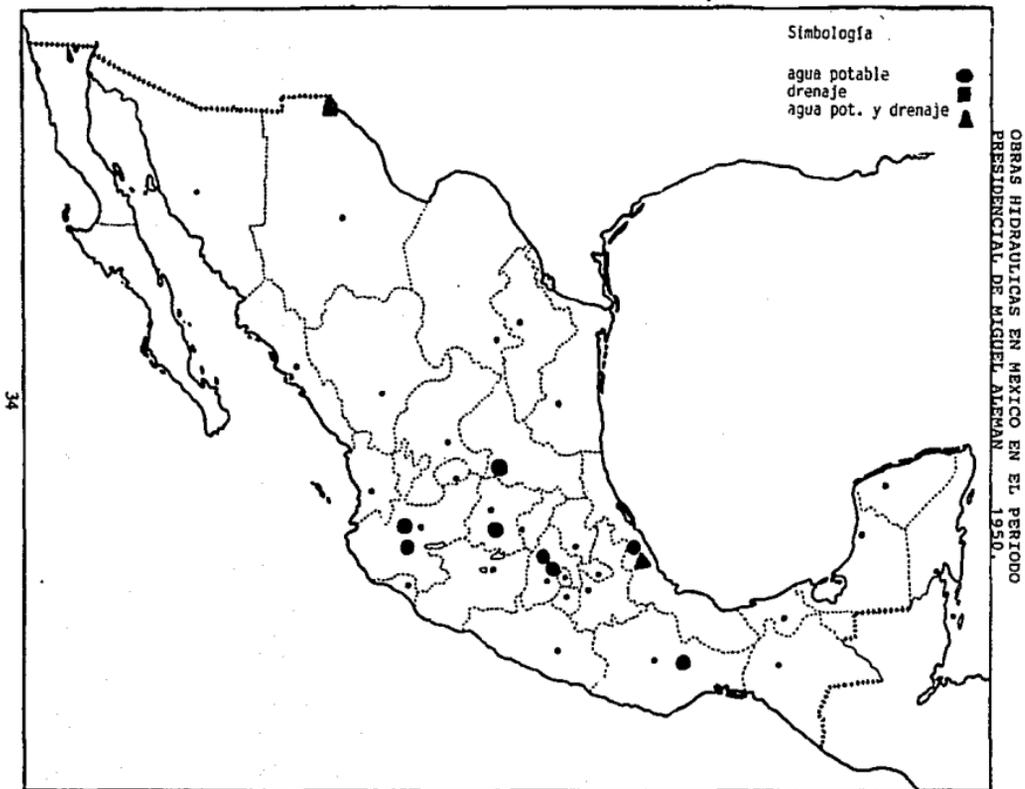 OBRAS HIDRAULICAS EN MEXICO EN EL PERIODO
PRESIDENCIAL DE MIGUEL ALEMAN 1950.
Simbología
agua potable
drenaje
agua pot. y drenaje
34